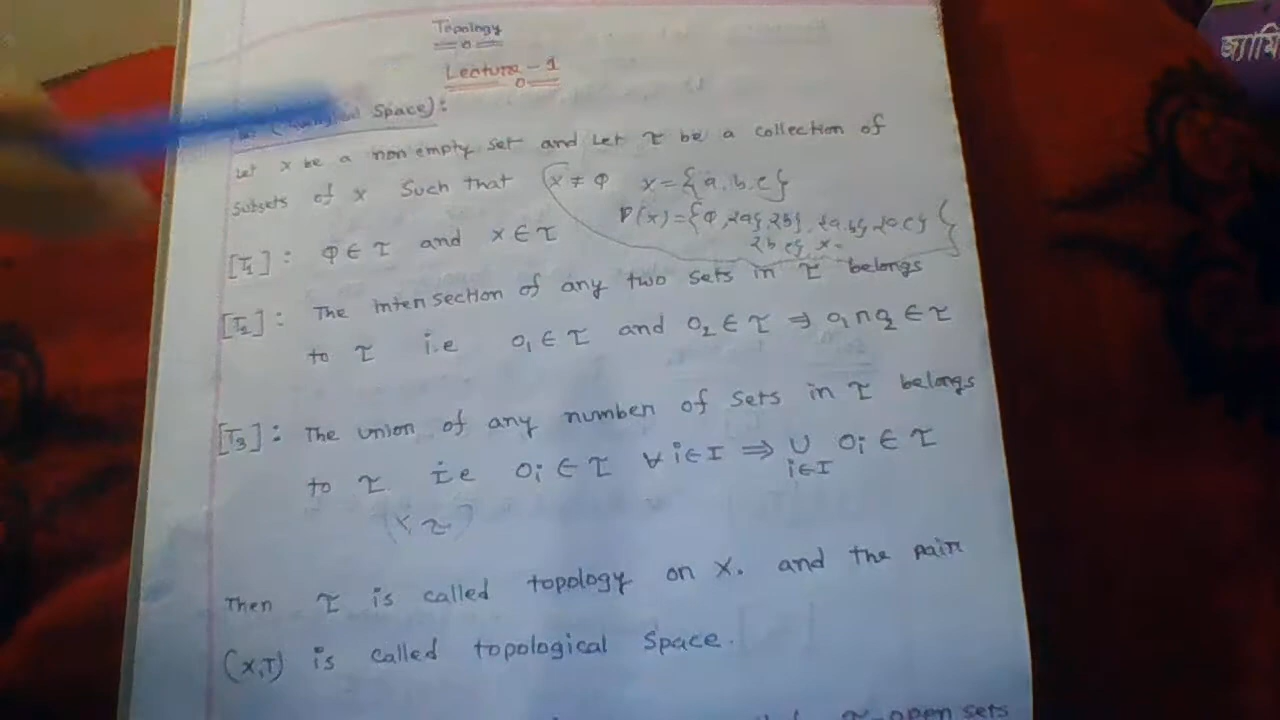 Topology
Lecture - 1
Space):
Let X be a non empty set and Let τ be a collection of
subsets of X Such that (X ≠ φ X = {a, b, c}
P(X) = {φ, {a}, {b}, {a,b}, {a,c}
{b c}, X. }
[T₁] : φ ∈ τ and X ∈ τ
[T₂] : The intersection of any two sets in τ belongs
to τ i.e O₁ ∈ τ and O₂ ∈ τ ⇒ O₁ ∩ O₂ ∈ τ
[T₃] : The union of any number of sets in τ belongs
to τ i.e Oᵢ ∈ τ ∀ i ∈ I ⇒ ∪ Oᵢ ∈ τ
i∈I
(X, τ)
Then τ is called topology on X. and the pair
(X,T) is called topological Space.
τ-open sets